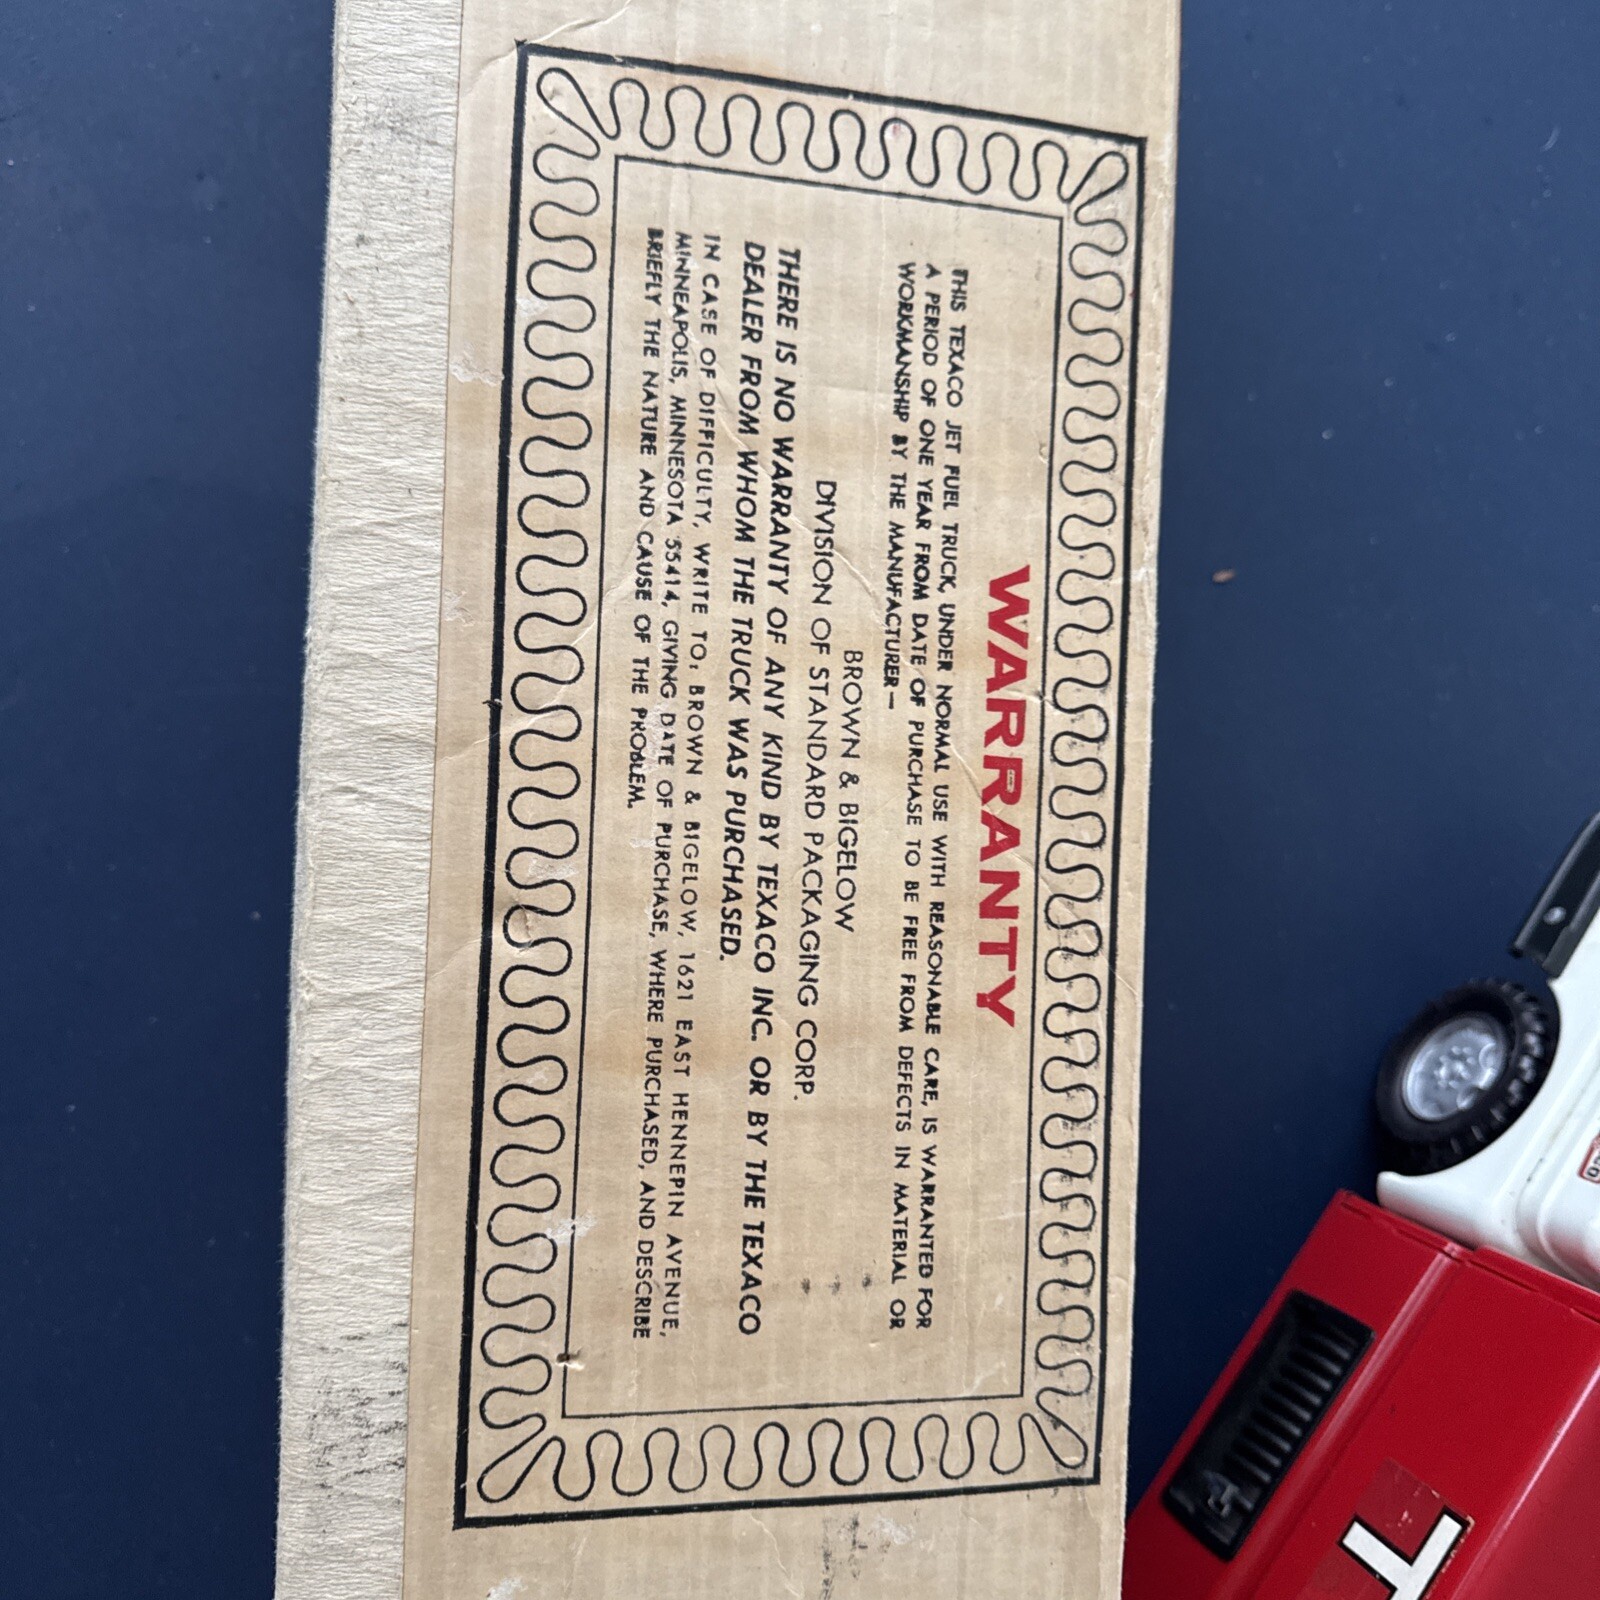 WARRANTY
THIS TEXACO JET FUEL TRUCK, UNDER NORMAL USE WITH REASONABLE CARE, IS WARRANTED FOR
A PERIOD OF ONE YEAR FROM DATE OF PURCHASE TO BE FREE FROM DEFECTS IN MATERIAL OR
WORKMANSHIP BY THE MANUFACTURER—
BROWN & BIGELOW
DIVISION OF STANDARD PACKAGING CORP.
THERE IS NO WARRANTY OF ANY KIND BY TEXACO INC. OR BY THE TEXACO
DEALER FROM WHOM THE TRUCK WAS PURCHASED.
IN CASE OF DIFFICULTY, WRITE TO: BROWN & BIGELOW, 1621 EAST HENNEPIN AVENUE,
MINNEAPOLIS, MINNESOTA 55414, GIVING DATE OF PURCHASE, WHERE PURCHASED, AND DESCRIBE
BRIEFLY THE NATURE AND CAUSE OF THE PROBLEM.
T